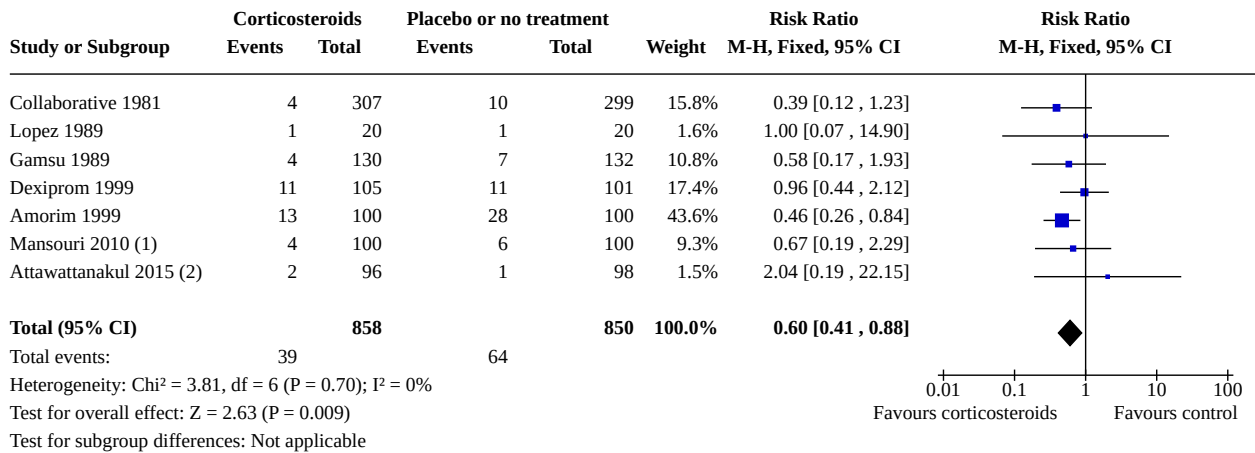 Corticosteroids Placebo or no treatment Risk Ratio Risk Ratio
Study or Subgroup Events Total Events Total Weight M-H, Fixed, 95% CI M-H, Fixed, 95% CI
Collaborative 1981 4 307 10 299 15.8% 0.39 [0.12 , 1.23]
Lopez 1989 1 20 1 20 1.6% 1.00 [0.07 , 14.90]
Gamsu 1989 4 130 7 132 10.8% 0.58 [0.17 , 1.93]
Dexiprom 1999 11 105 11 101 17.4% 0.96 [0.44 , 2.12]
Amorim 1999 13 100 28 100 43.6% 0.46 [0.26 , 0.84]
Mansouri 2010 (1) 4 100 6 100 9.3% 0.67 [0.19 , 2.29]
Attawattanakul 2015 (2) 2 96 1 98 1.5% 2.04 [0.19 , 22.15]
Total (95% CI) 858 850 100.0% 0.60 [0.41 , 0.88]
Total events: 39 64
Heterogeneity: Chi² = 3.81, df = 6 (P = 0.70); I² = 0%
0.01 0.1 1 10 100
Test for overall effect: Z = 2.63 (P = 0.009) Favours corticosteroids Favours control
Test for subgroup differences: Not applicable